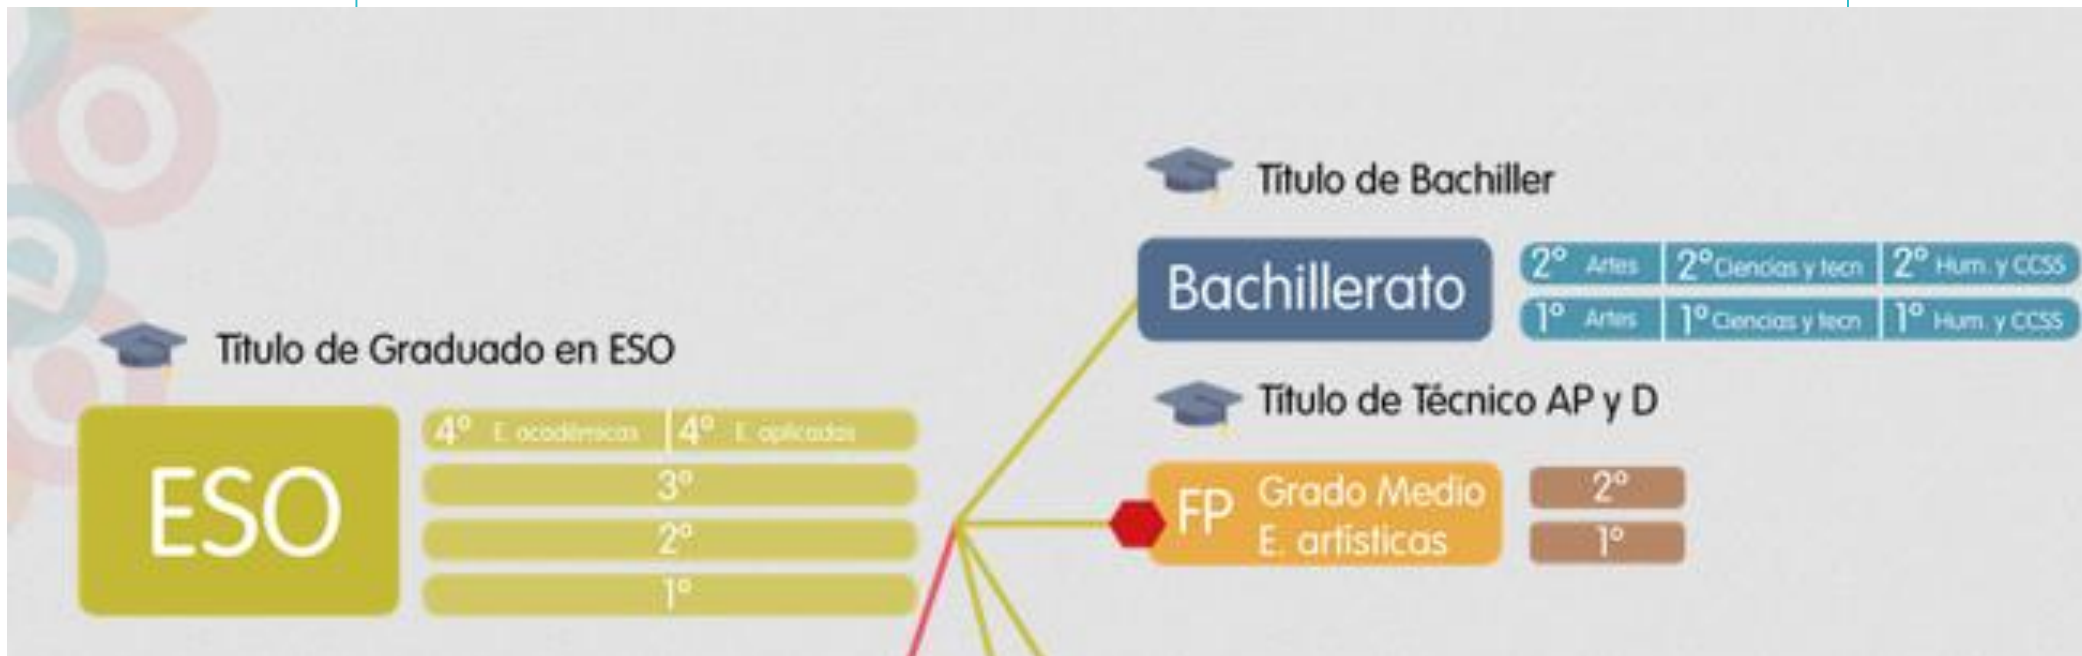 Título de Bachiller
Bachillerato
2º Artes 2º Ciencias y tecn 2º Hum. y CCSS
1º Artes 1º Ciencias y tecn 1º Hum. y CCSS
Título de Graduado en ESO
ESO
4º E. académicas 4º E. aplicadas
3º
2º
1º
Título de Técnico AP y D
FP Grado Medio
E. artísticas
2º
1º